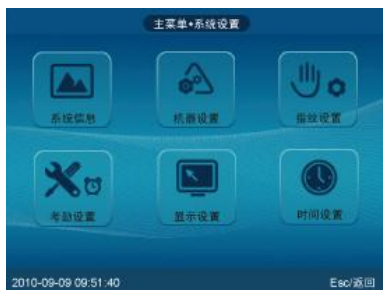 主菜单•系统设置
系统信息
机器设置
指纹设置
考勤设置
显示设置
时间设置
2010-09-09 09:51:40
Esc/返回